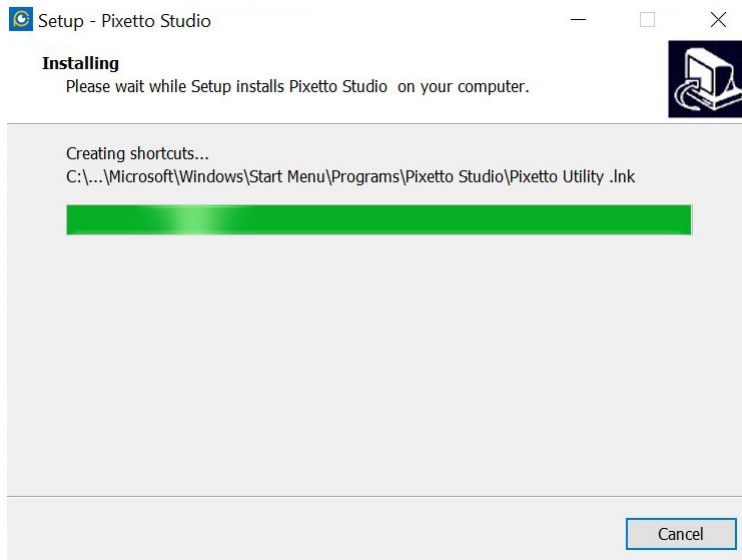 Setup - Pixetto Studio
Installing
Please wait while Setup installs Pixetto Studio  on your computer.
Creating shortcuts...
C:\...\Microsoft\Windows\Start Menu\Programs\Pixetto Studio\Pixetto Utility .lnk
Cancel